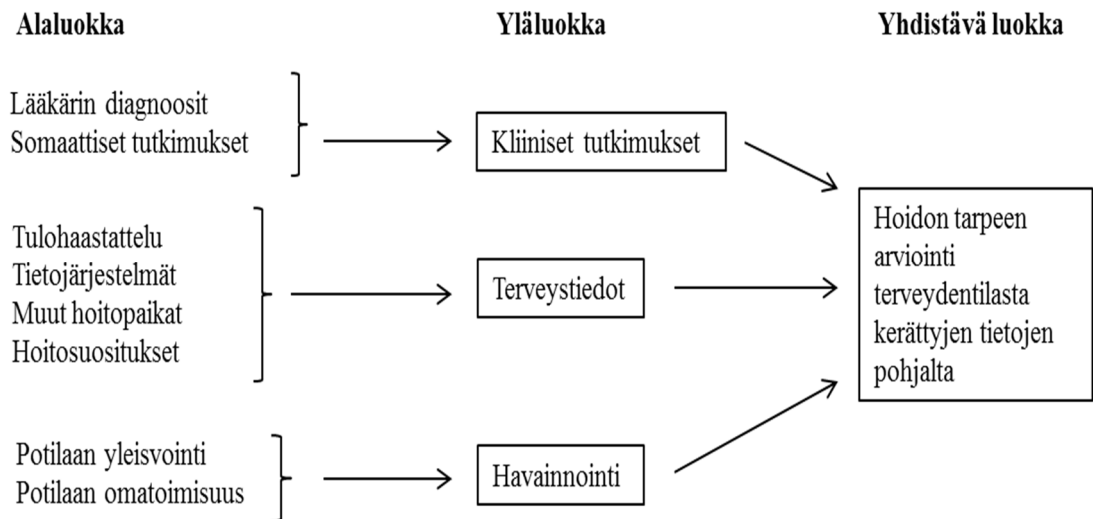 Alaluokka
Yläluokka
Yhdistävä luokka
Lääkärin diagnoosit
Somaattiset tutkimukset
Kliiniset tutkimukset
Tulohaastattelu
Tietojärjestelmät
Muut hoitopaikat
Hoitosuositukset
Terveystiedot
Potilaan yleisvointi
Potilaan omatoimisuus
Havainnointi
Hoidon tarpeen
arviointi
terveydentilasta
kerättyjen tietojen
pohjalta